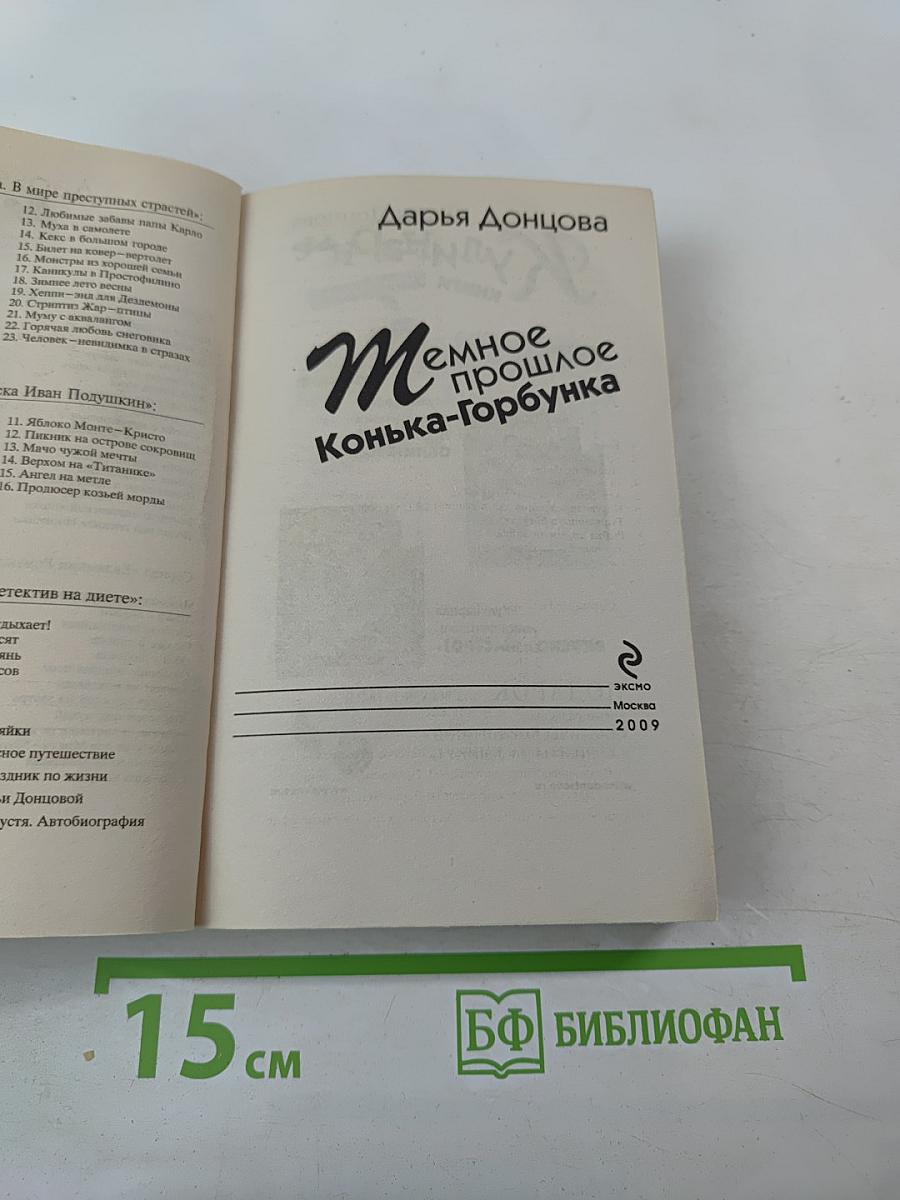 . В мире преступных страстей»:
12. Любимые забавы папы Карло
13. Муха в самолете
14. Кекс в большом городе
15. Билет на ковер—вертолет
16. Монстры из хорошей семьи
17. Каникулы в Простофилино
18. Зимнее лето весны
19. Хеппи—энд для Дездемоны
20. Стриптиз Жар—птицы
21. Муму с аквалангом
22. Горячая любовь снеговика
23. Человек—невидимка в стразах
ска Иван Подушкин»:
11. Яблоко Монте—Кристо
12. Пикник на острове сокровищ
13. Мачо чужой мечты
14. Верхом на «Титанике»
15. Ангел на метле
16. Продюсер козьей морды
етектив на диете»:
дыхает!
сят
янь
сов
яйки
сное путешествие
здник по жизни
ьи Донцовой
устя. Автобиография
Дарья Донцова
Темное
прошлое
Конька-Горбунка
эксмо
Москва
2009
15 см
БФ БИБЛИОФАН